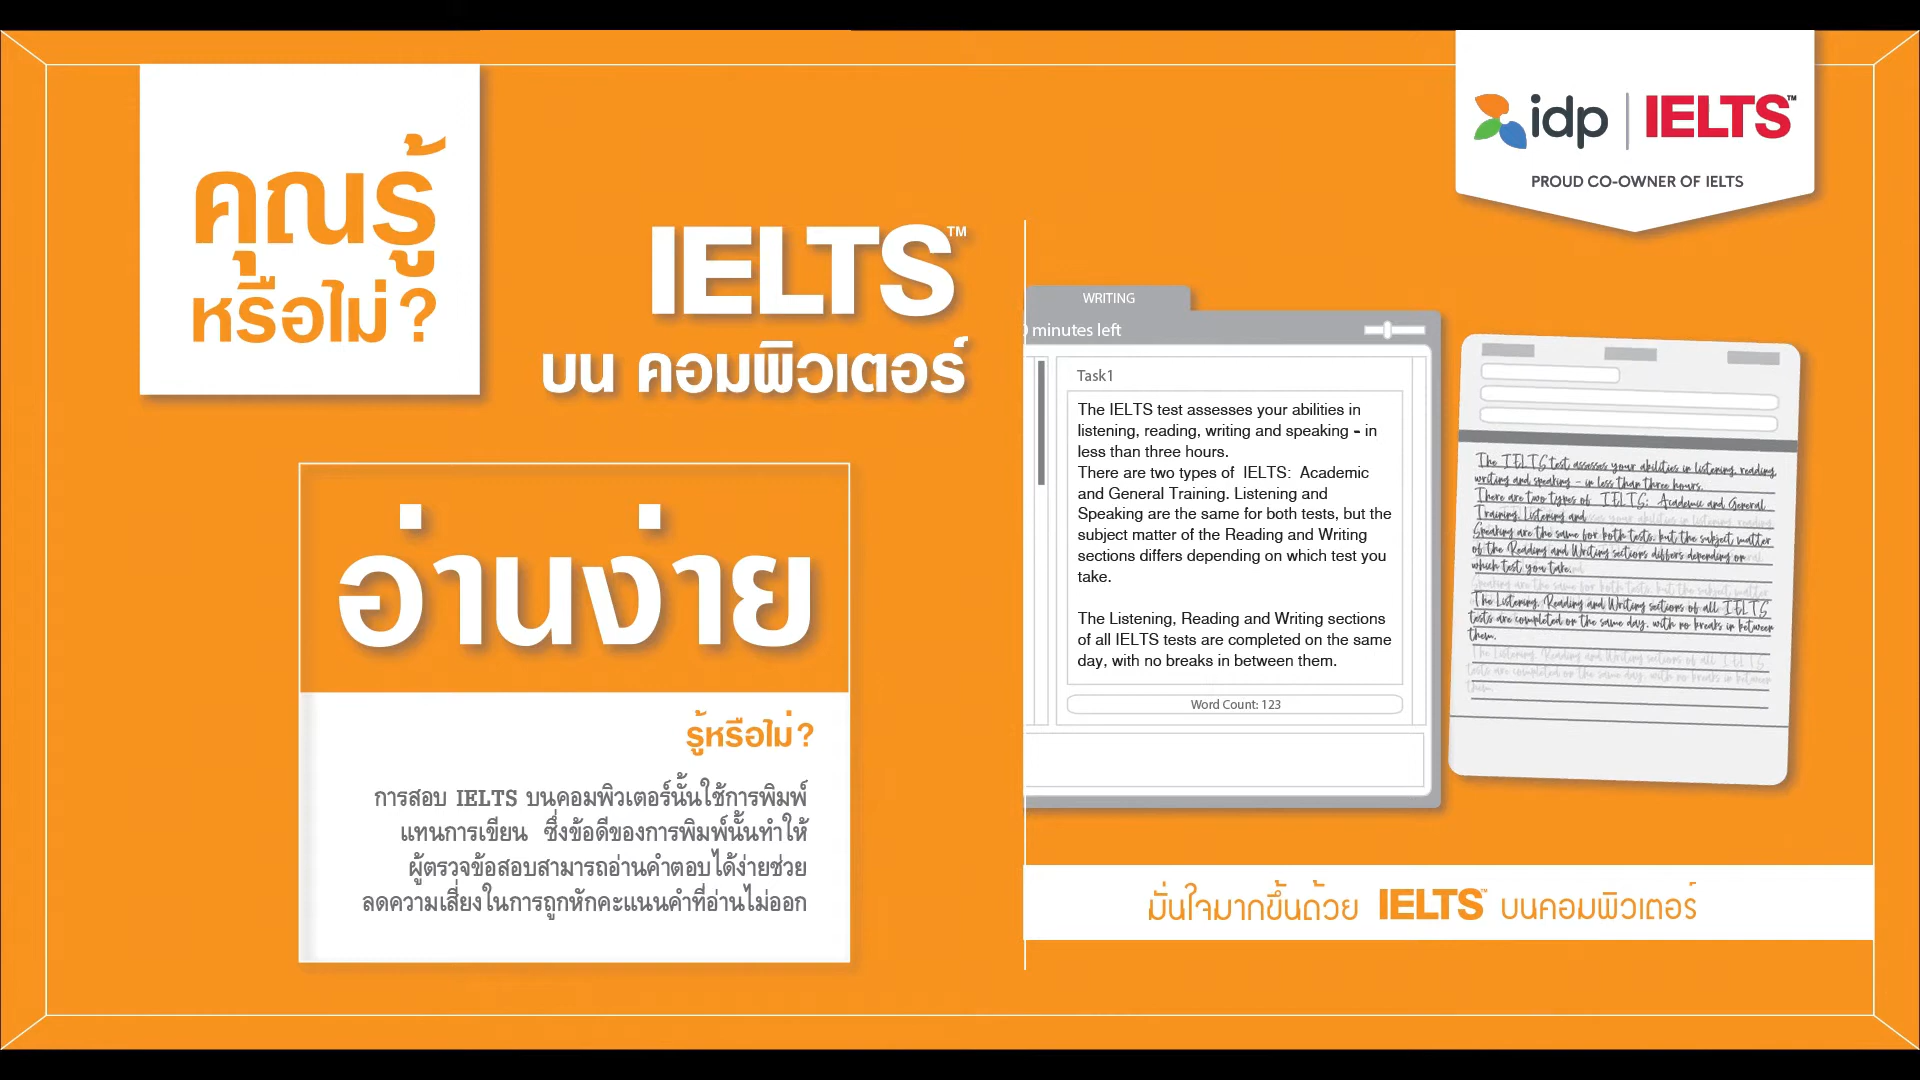 คุณรู้
หรือไม่?
IELTS™
บน คอมพิวเตอร์
อ่านง่าย
รู้หรือไม่?
การสอบ IELTS บนคอมพิวเตอร์นั้นใช้การพิมพ์
แทนการเขียน ซึ่งข้อดีของการพิมพ์นั้นทำให้
ผู้ตรวจข้อสอบสามารถอ่านคำตอบได้ง่ายช่วย
ลดความเสี่ยงในการถูกหักคะแนนคำที่อ่านไม่ออก
idp | IELTS™
PROUD CO-OWNER OF IELTS
WRITING
minutes left
Task1
The IELTS test assesses your abilities in
listening, reading, writing and speaking - in
less than three hours.
There are two types of IELTS: Academic
and General Training. Listening and
Speaking are the same for both tests, but the
subject matter of the Reading and Writing
sections differs depending on which test you
take.
The Listening, Reading and Writing sections
of all IELTS tests are completed on the same
day, with no breaks in between them.
Word Count: 123
The IELTS test assesses your abilities in listening, reading,
writing and speaking - in less than three hours.
There are two types of IELTS: Academic and General
Training. Listening and
Speaking are the same for both tests, but the subject matter
of the Reading and Writing sections differs depending on
which test you take.
The Listening, Reading and Writing sections of all IELTS
tests are completed on the same day, with no breaks in between
them.
มั่นใจมากขึ้นด้วย IELTS™ บนคอมพิวเตอร์